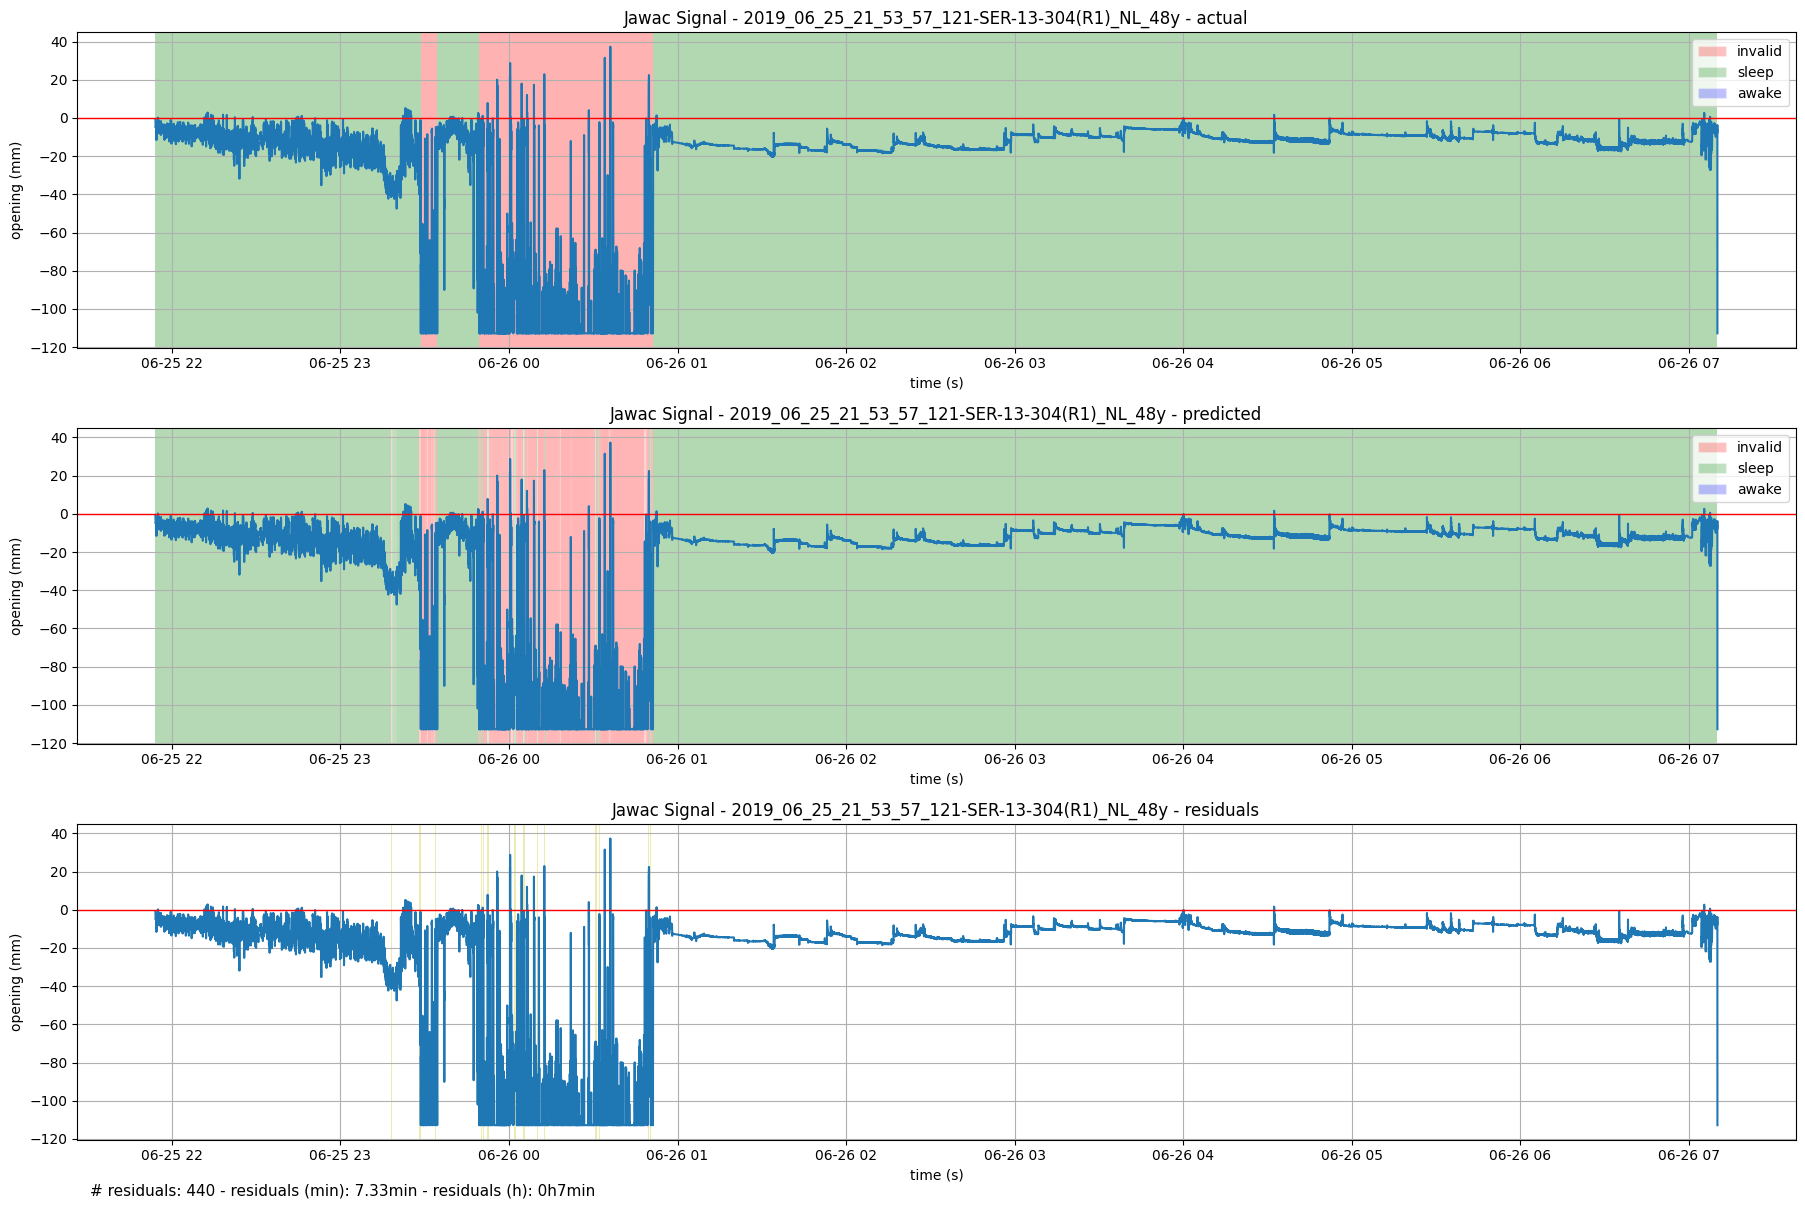 Jawac Signal - 2019_06_25_21_53_57_121-SER-13-304(R1)_NL_48y - actual
40
20
0
−20
−40
−60
−80
−100
−120
opening (mm)
invalid
sleep
awake
06-25 22 06-25 23 06-26 00 06-26 01 06-26 02 06-26 03 06-26 04 06-26 05 06-26 06 06-26 07
time (s)
Jawac Signal - 2019_06_25_21_53_57_121-SER-13-304(R1)_NL_48y - predicted
40
20
0
−20
−40
−60
−80
−100
−120
opening (mm)
invalid
sleep
awake
06-25 22 06-25 23 06-26 00 06-26 01 06-26 02 06-26 03 06-26 04 06-26 05 06-26 06 06-26 07
time (s)
Jawac Signal - 2019_06_25_21_53_57_121-SER-13-304(R1)_NL_48y - residuals
40
20
0
−20
−40
−60
−80
−100
−120
opening (mm)
06-25 22 06-25 23 06-26 00 06-26 01 06-26 02 06-26 03 06-26 04 06-26 05 06-26 06 06-26 07
time (s)
# residuals: 440 - residuals (min): 7.33min - residuals (h): 0h7min